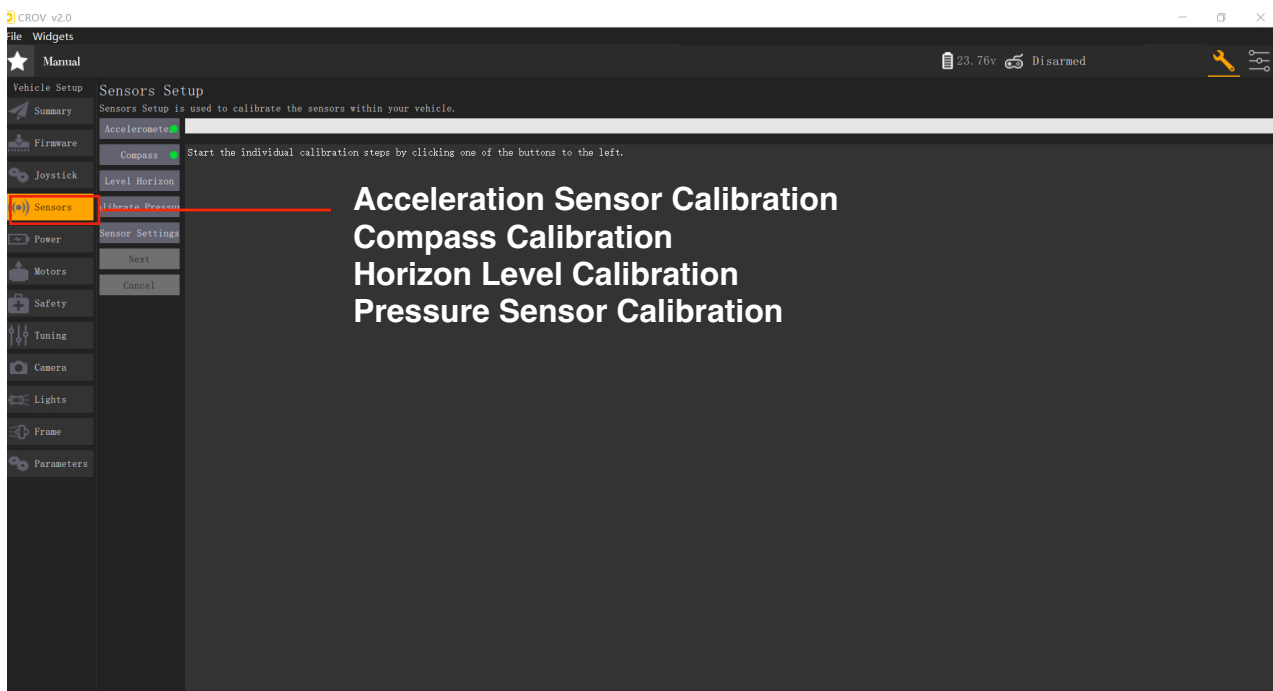 CROV v2.0
File Widgets
Manual
23.76v
Disarmed
Vehicle Setup
Summary
Firmware
Joystick
Sensors
Power
Motors
Safety
Tuning
Camera
Lights
Frame
Parameters
Sensors Setup
Sensors Setup is used to calibrate the sensors within your vehicle.
Acceleromete
Compass
Level Horizon
librate Pressu
Sensor Settings
Next
Cancel
Start the individual calibration steps by clicking one of the buttons to the left.
Acceleration Sensor Calibration
Compass Calibration
Horizon Level Calibration
Pressure Sensor Calibration